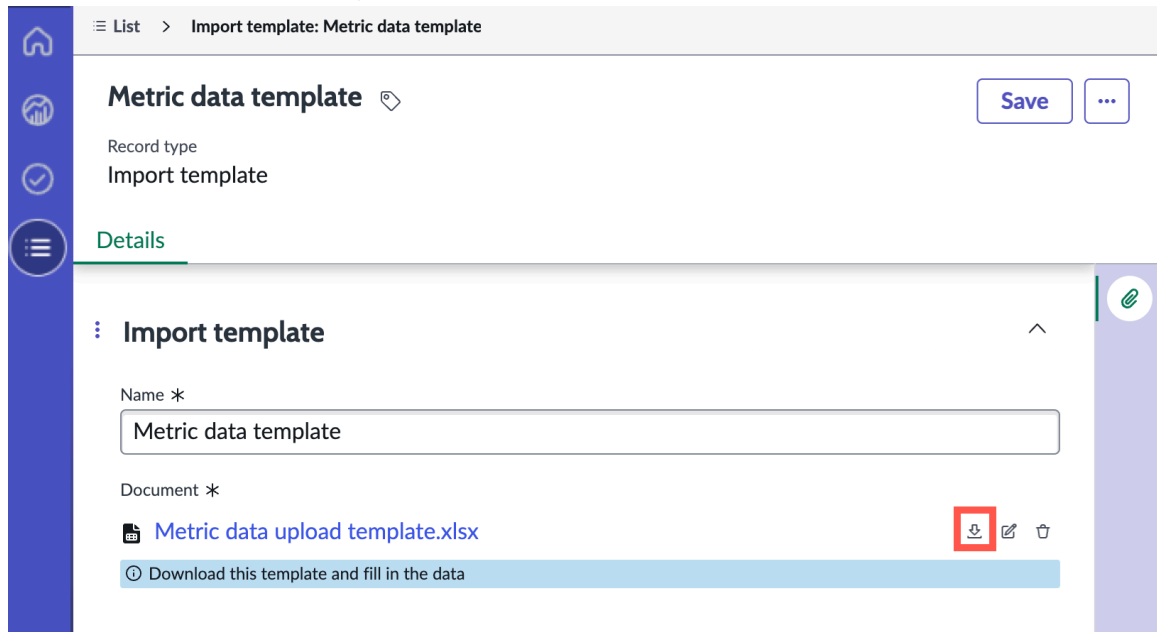 List > Import template: Metric data template
Metric data template
Save
...
Record type
Import template
Details
Import template
Name *
Metric data template
Document *
Metric data upload template.xlsx
Download this template and fill in the data